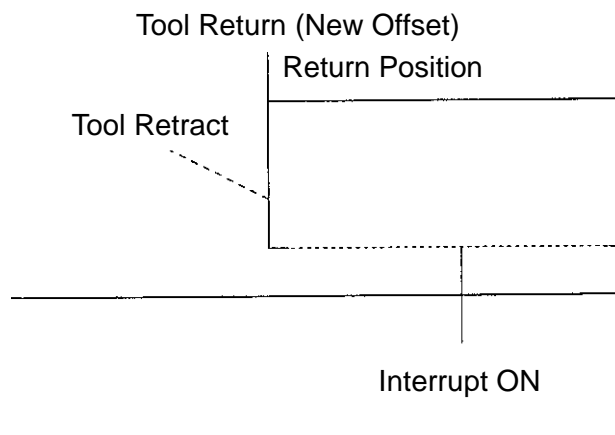 Tool Return (New Offset)
Return Position
Tool Retract
Interrupt ON